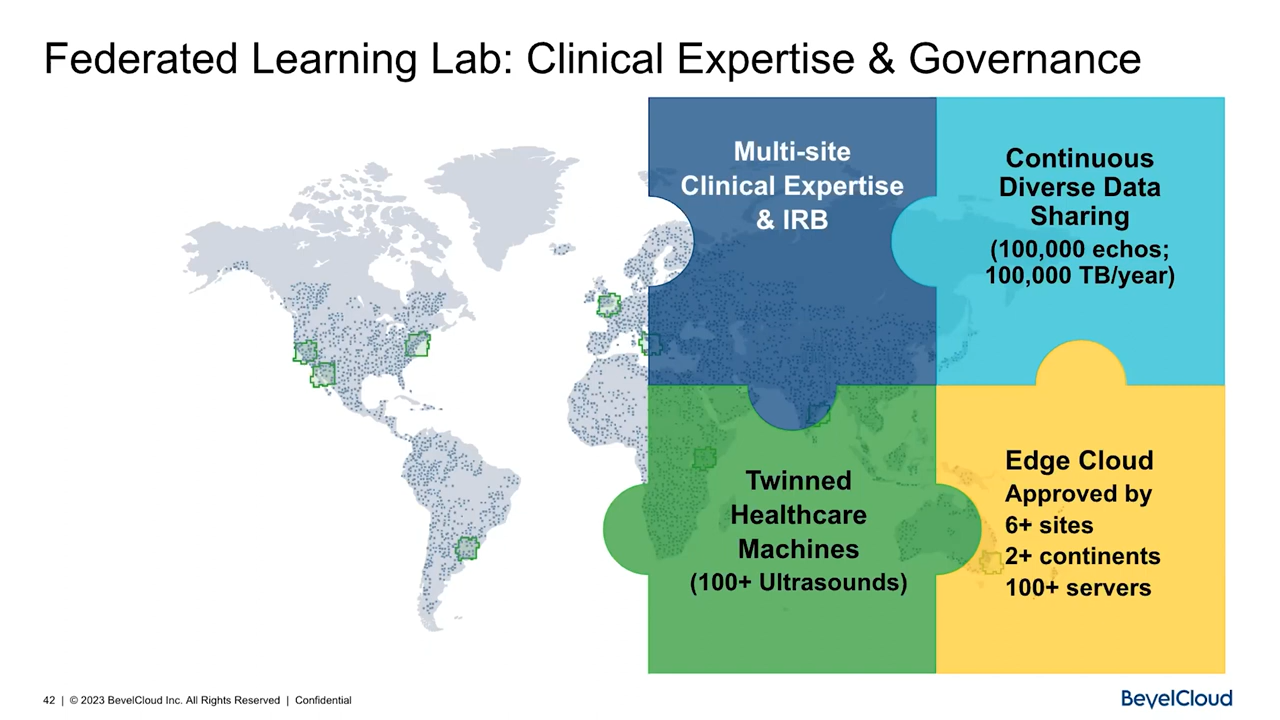 Federated Learning Lab: Clinical Expertise & Governance
Multi-site
Clinical Expertise
& IRB
Continuous
Diverse Data
Sharing
(100,000 echos;
100,000 TB/year)
Twinned
Healthcare
Machines
(100+ Ultrasounds)
Edge Cloud
Approved by
6+ sites
2+ continents
100+ servers
42 | © 2023 BevelCloud Inc. All Rights Reserved | Confidential
BevelCloud